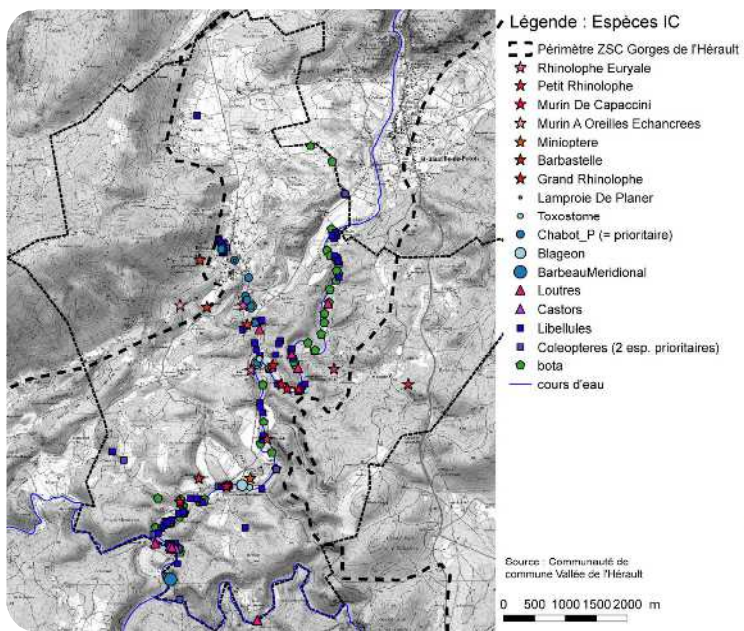 Légende : Espèces IC
Périmètre ZSC Gorges de l'Hérault
Rhinolophe Euryale
Petit Rhinolophe
Murin De Capaccini
Murin A Oreilles Echancrees
Minioptere
Barbastelle
Grand Rhinolophe
Lamproie De Planer
Toxostome
Chabot_P (= prioritaire)
Blageon
BarbeauMeridional
Loutres
Castors
Libellules
Coleopteres (2 esp. prioritaires)
bota
cours d'eau
Source : Communauté de
commune Vallée de l'Hérault
0 500 1000 1500 2000 m